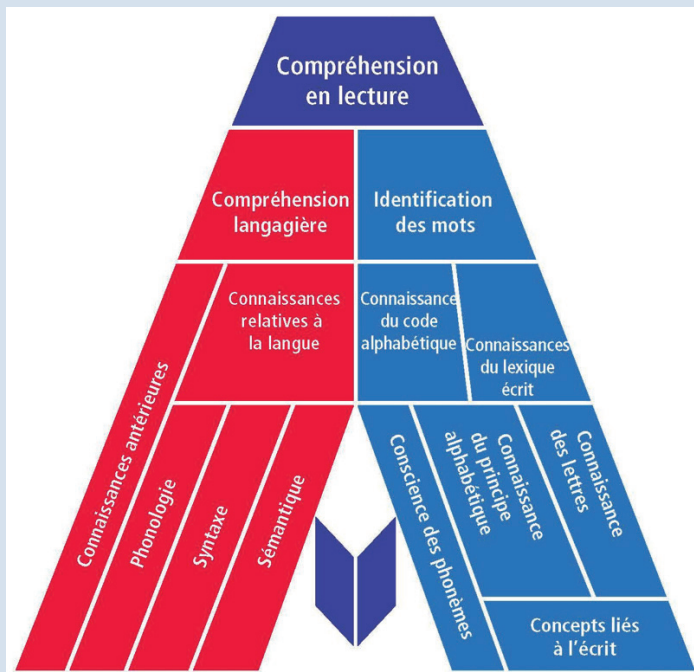 Compréhension
en lecture
Compréhension
langagière
Identification
des mots
Connaissances antérieures
Connaissances
relatives à
la langue
Connaissance
du code
alphabétique
Connaissances
du lexique
écrit
Phonologie
Syntaxe
Sémantique
Conscience des phonèmes
Connaissance
du principe
alphabétique
Connaissance
des lettres
Concepts liés
à l'écrit